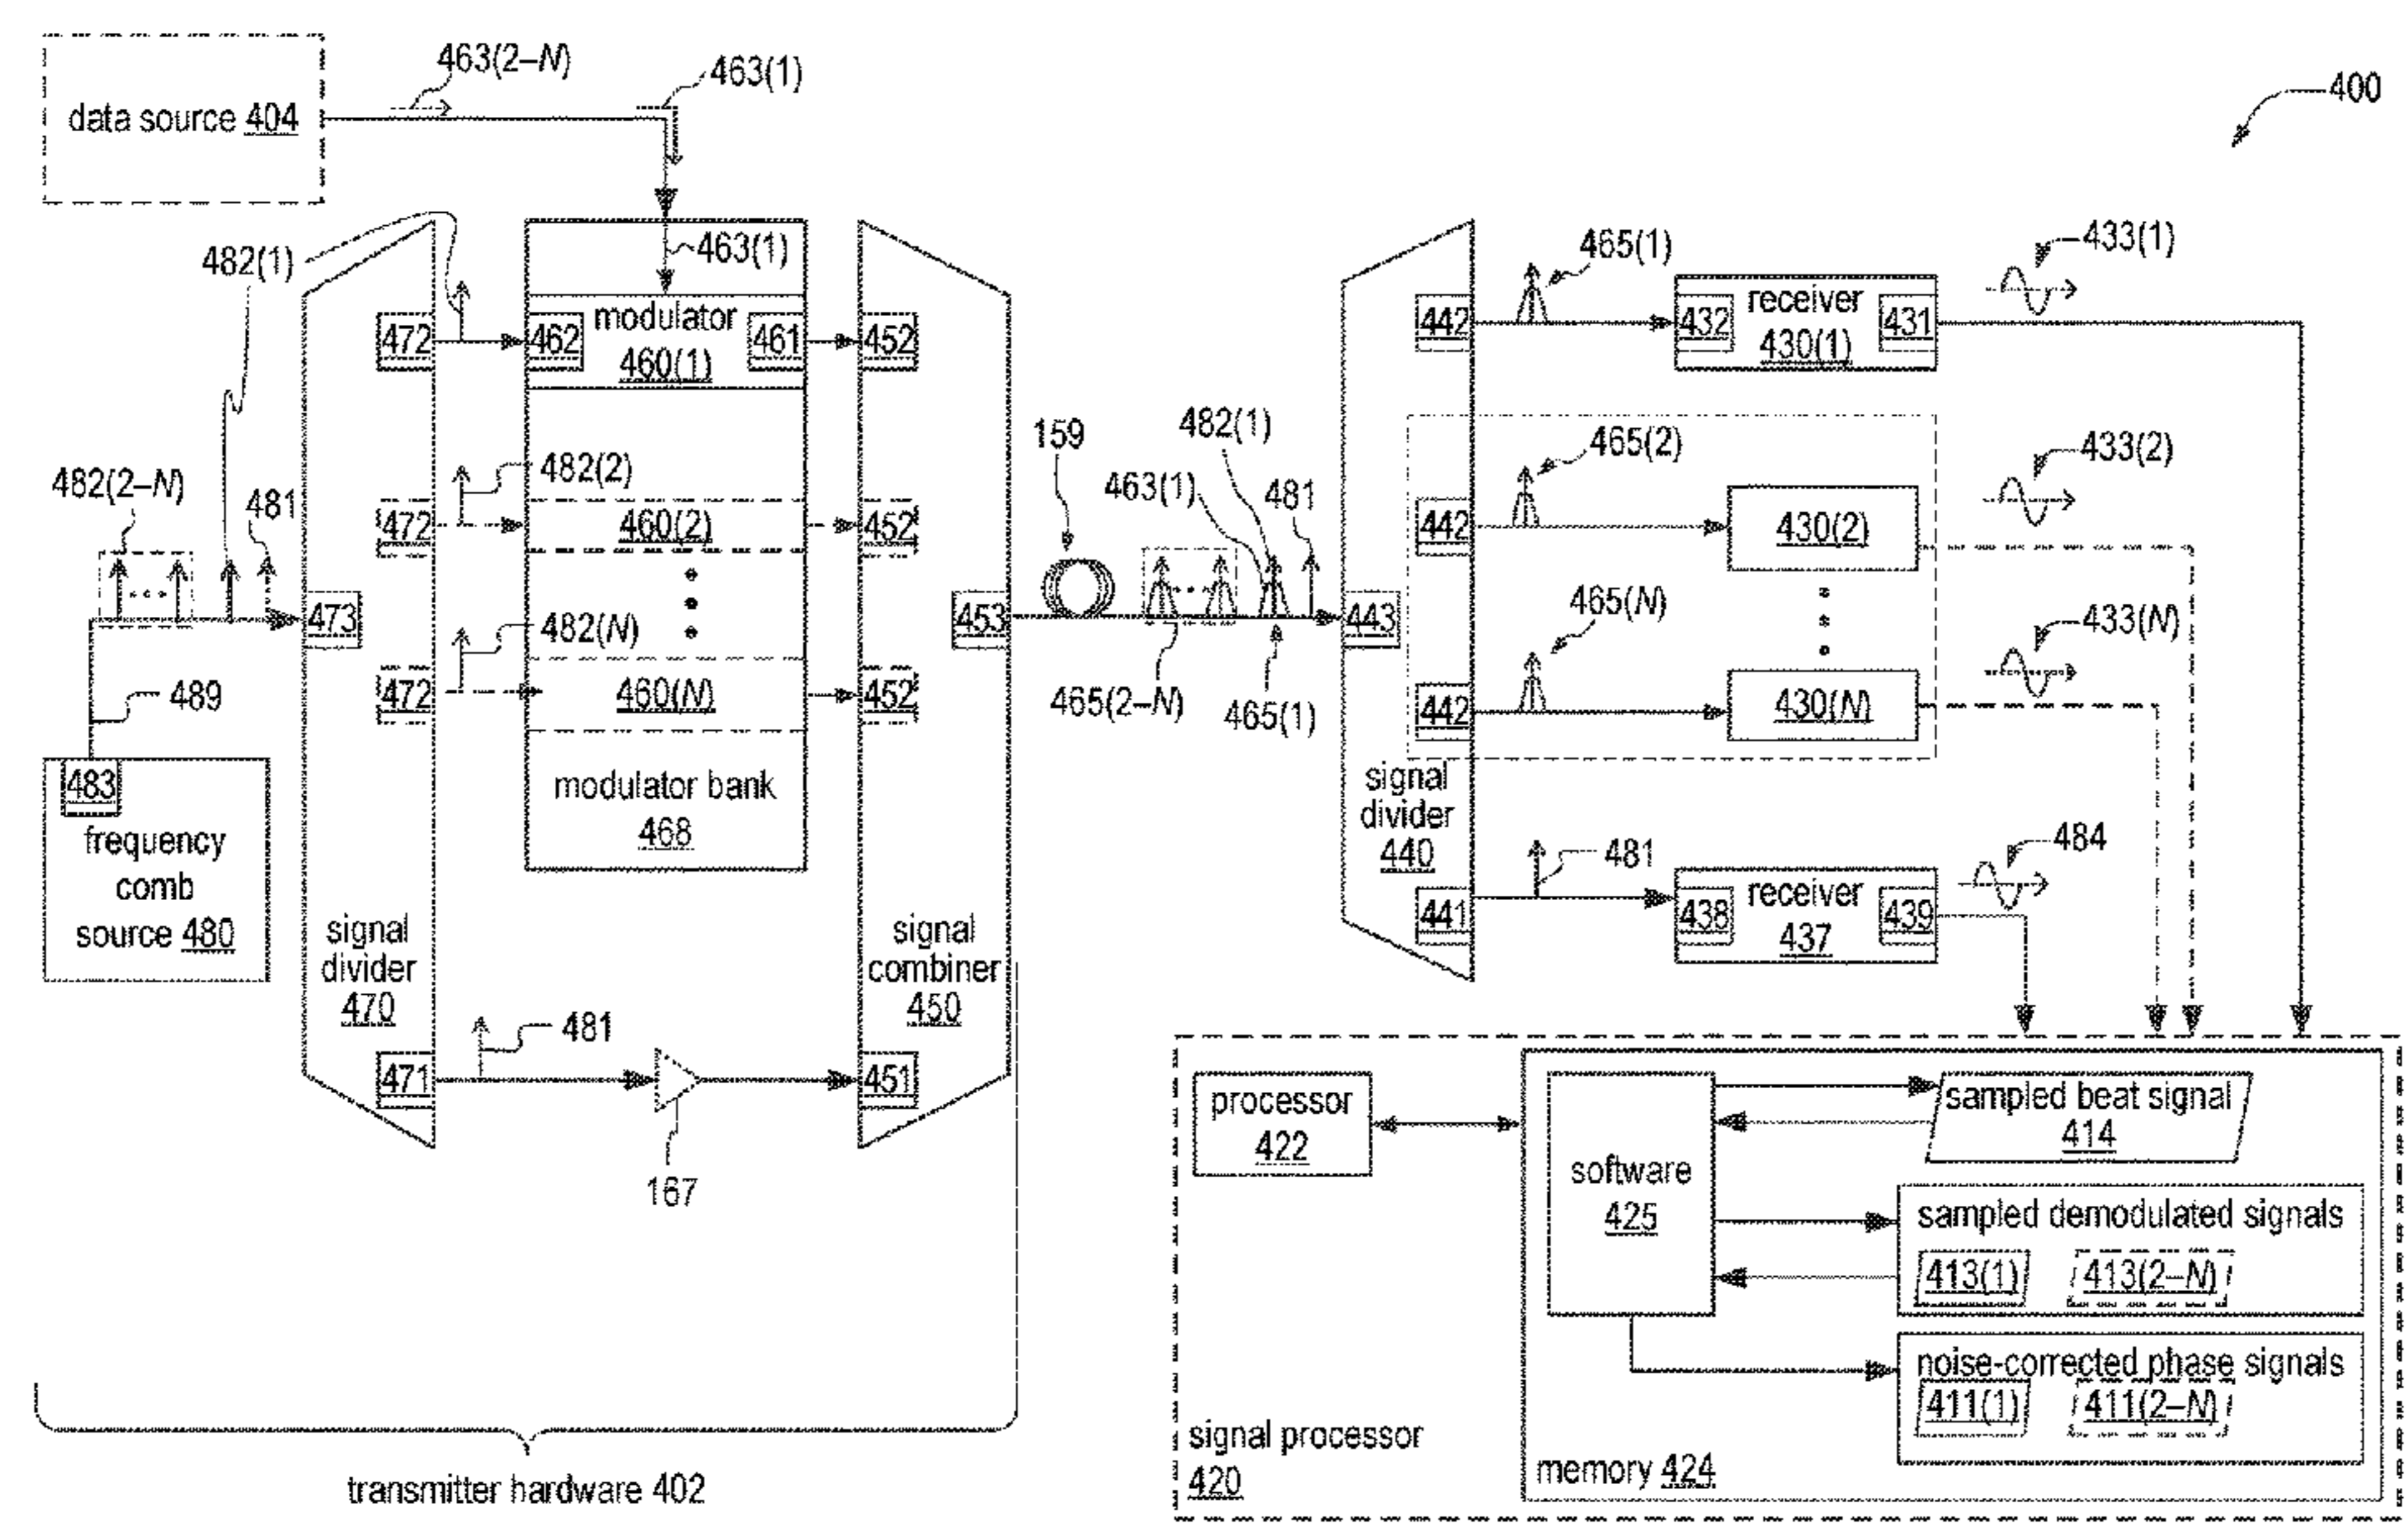 463(2–N)
463(1)
400
data source 404
482(1)
463(1)
465(1)
433(1)
472
462
modulator
460(1)
461
452
442
432
receiver
430(1)
431
482(2–N)
481
472
482(2)
460(2)
452
159
482(1)
463(1)
481
442
465(2)
430(2)
433(2)
473
472
482(N)
460(N)
452
453
443
465(2–N)
465(1)
442
465(N)
430(N)
433(N)
489
483
frequency
comb
source 480
modulator bank
468
signal
divider
470
signal
combiner
450
signal
divider
440
441
481
438
receiver
437
439
484
471
481
167
451
processor
422
software
425
sampled beat signal
414
sampled demodulated signals
413(1)
413(2–N)
noise-corrected phase signals
411(1)
411(2–N)
signal processor
420
memory 424
transmitter hardware 402